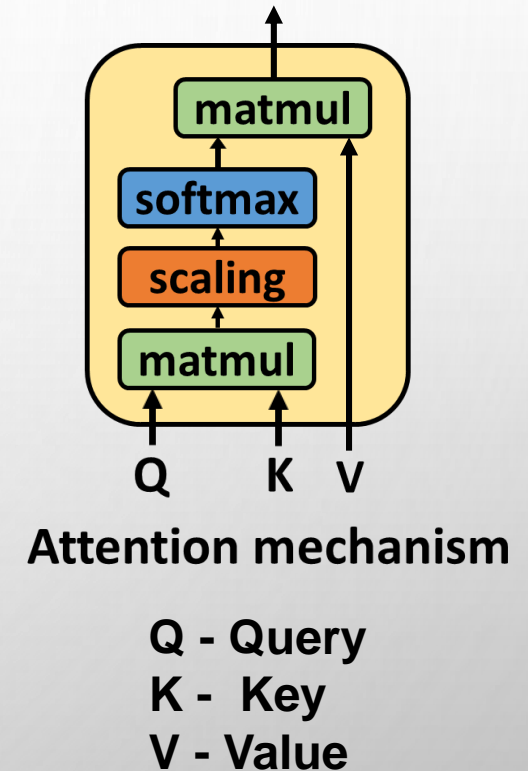 matmul
softmax
scaling
matmul
Q K V
Attention mechanism
Q - Query
K - Key
V - Value